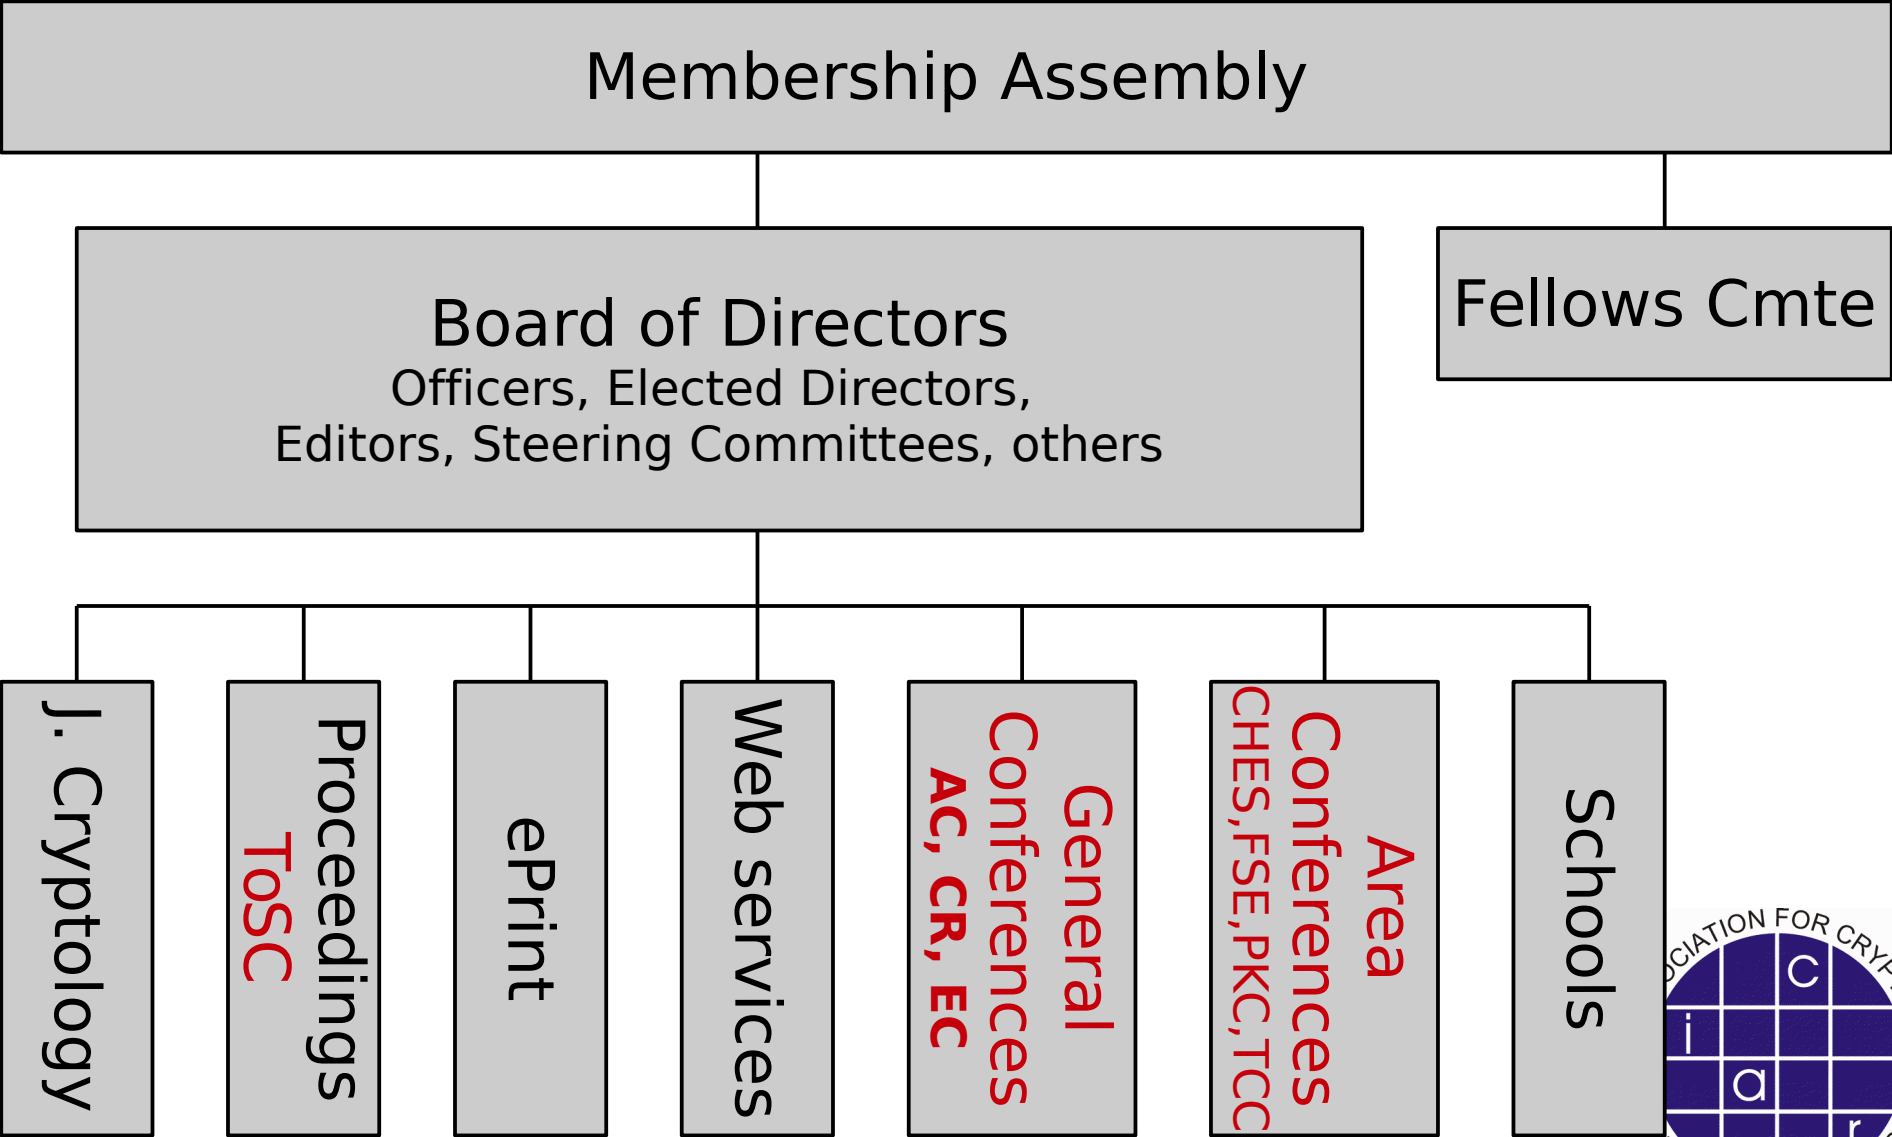 Membership Assembly
Board of Directors
Officers, Elected Directors,
Editors, Steering Committees, others
Fellows Cmte
J. Cryptology
Proceedings
ToSC
ePrint
Web services
General
Conferences
AC, CR, EC
Area
Conferences
CHES,FSE,PKC,TCC
Schools
FOR
c
i
a
r